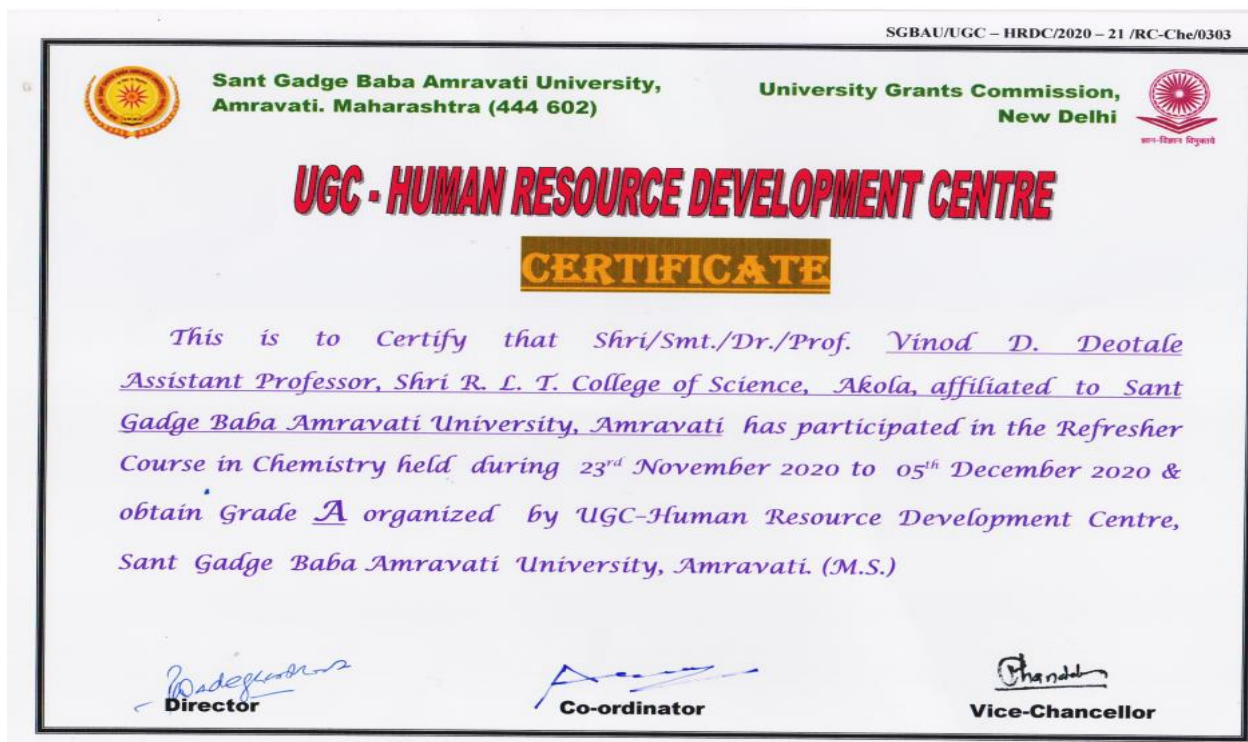 SGBAU/UGC – HRDC/2020 – 21 /RC-Che/0303
Sant Gadge Baba Amravati University,
Amravati. Maharashtra (444 602)
University Grants Commission,
New Delhi
ज्ञान-विज्ञान विमुक्तये
UGC - HUMAN RESOURCE DEVELOPMENT CENTRE
CERTIFICATE
This is to Certify that Shri/Smt./Dr./Prof. Vinod D. Deotale
Assistant Professor, Shri R. L. T. College of Science, Akola, affiliated to Sant
Gadge Baba Amravati University, Amravati has participated in the Refresher
Course in Chemistry held during 23rd November 2020 to 05th December 2020 &
obtain Grade A organized by UGC-Human Resource Development Centre,
Sant Gadge Baba Amravati University, Amravati. (M.S.)
Director
Co-ordinator
Vice-Chancellor